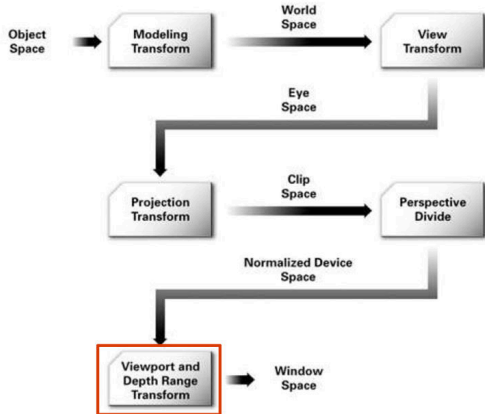 Object
Space
Modeling
Transform
World
Space
View
Transform
Eye
Space
Projection
Transform
Clip
Space
Perspective
Divide
Normalized Device
Space
Viewport and
Depth Range
Transform
Window
Space